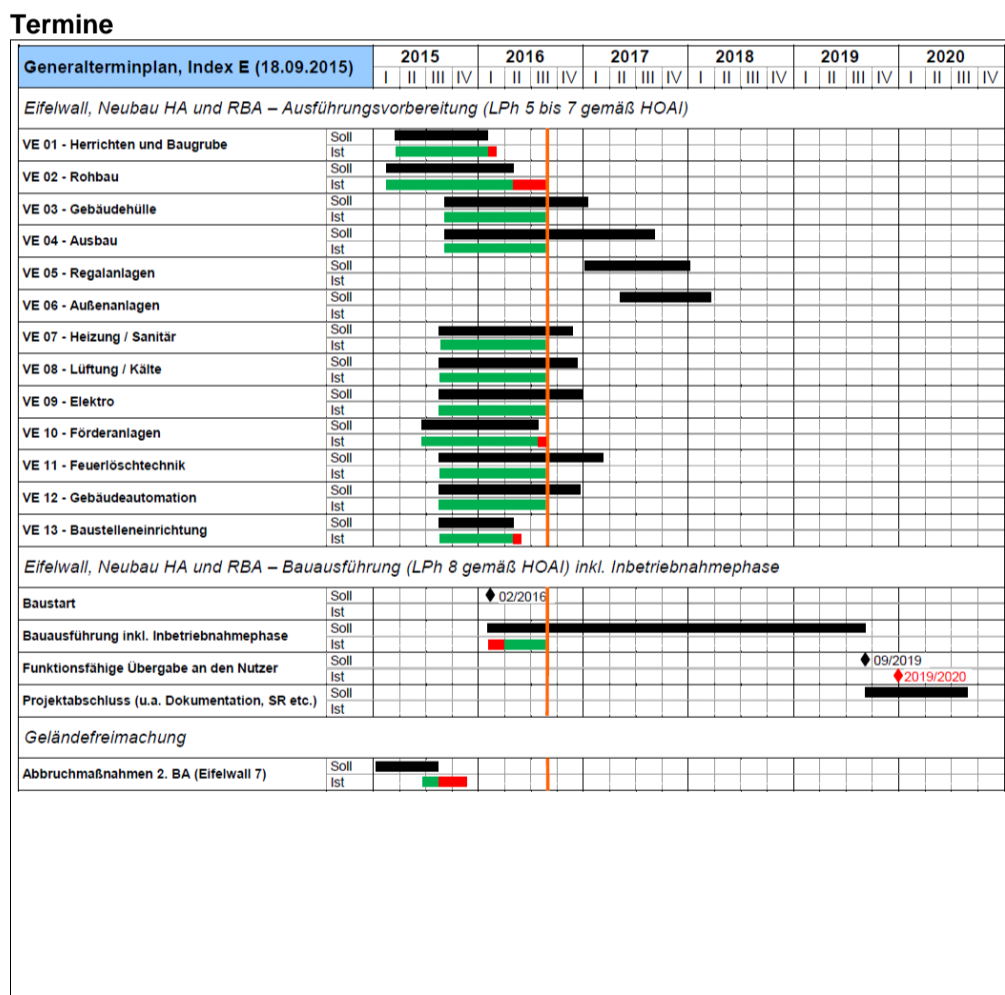 Termine
Generalterminplan, Index E (18.09.2015) 2015 2016 2017 2018 2019 2020
I II III IV I II III IV I II III IV I II III IV I II III IV I II III IV
Eifelwall, Neubau HA und RBA – Ausführungsvorbereitung (LPh 5 bis 7 gemäß HOAI)
VE 01 - Herrichten und Baugrube Soll
Ist
VE 02 - Rohbau Soll
Ist
VE 03 - Gebäudehülle Soll
Ist
VE 04 - Ausbau Soll
Ist
VE 05 - Regalanlagen Soll
Ist
VE 06 - Außenanlagen Soll
Ist
VE 07 - Heizung / Sanitär Soll
Ist
VE 08 - Lüftung / Kälte Soll
Ist
VE 09 - Elektro Soll
Ist
VE 10 - Förderanlagen Soll
Ist
VE 11 - Feuerlöschtechnik Soll
Ist
VE 12 - Gebäudeautomation Soll
Ist
VE 13 - Baustelleneinrichtung Soll
Ist
Eifelwall, Neubau HA und RBA – Bauausführung (LPh 8 gemäß HOAI) inkl. Inbetriebnahmephase
Baustart Soll 02/2016
Ist
Bauausführung inkl. Inbetriebnahmephase Soll
Ist
Funktionsfähige Übergabe an den Nutzer Soll 09/2019
Ist 2019/2020
Projektabschluss (u.a. Dokumentation, SR etc.) Soll
Ist
Geländefreimachung
Abbruchmaßnahmen 2. BA (Eifelwall 7) Soll
Ist